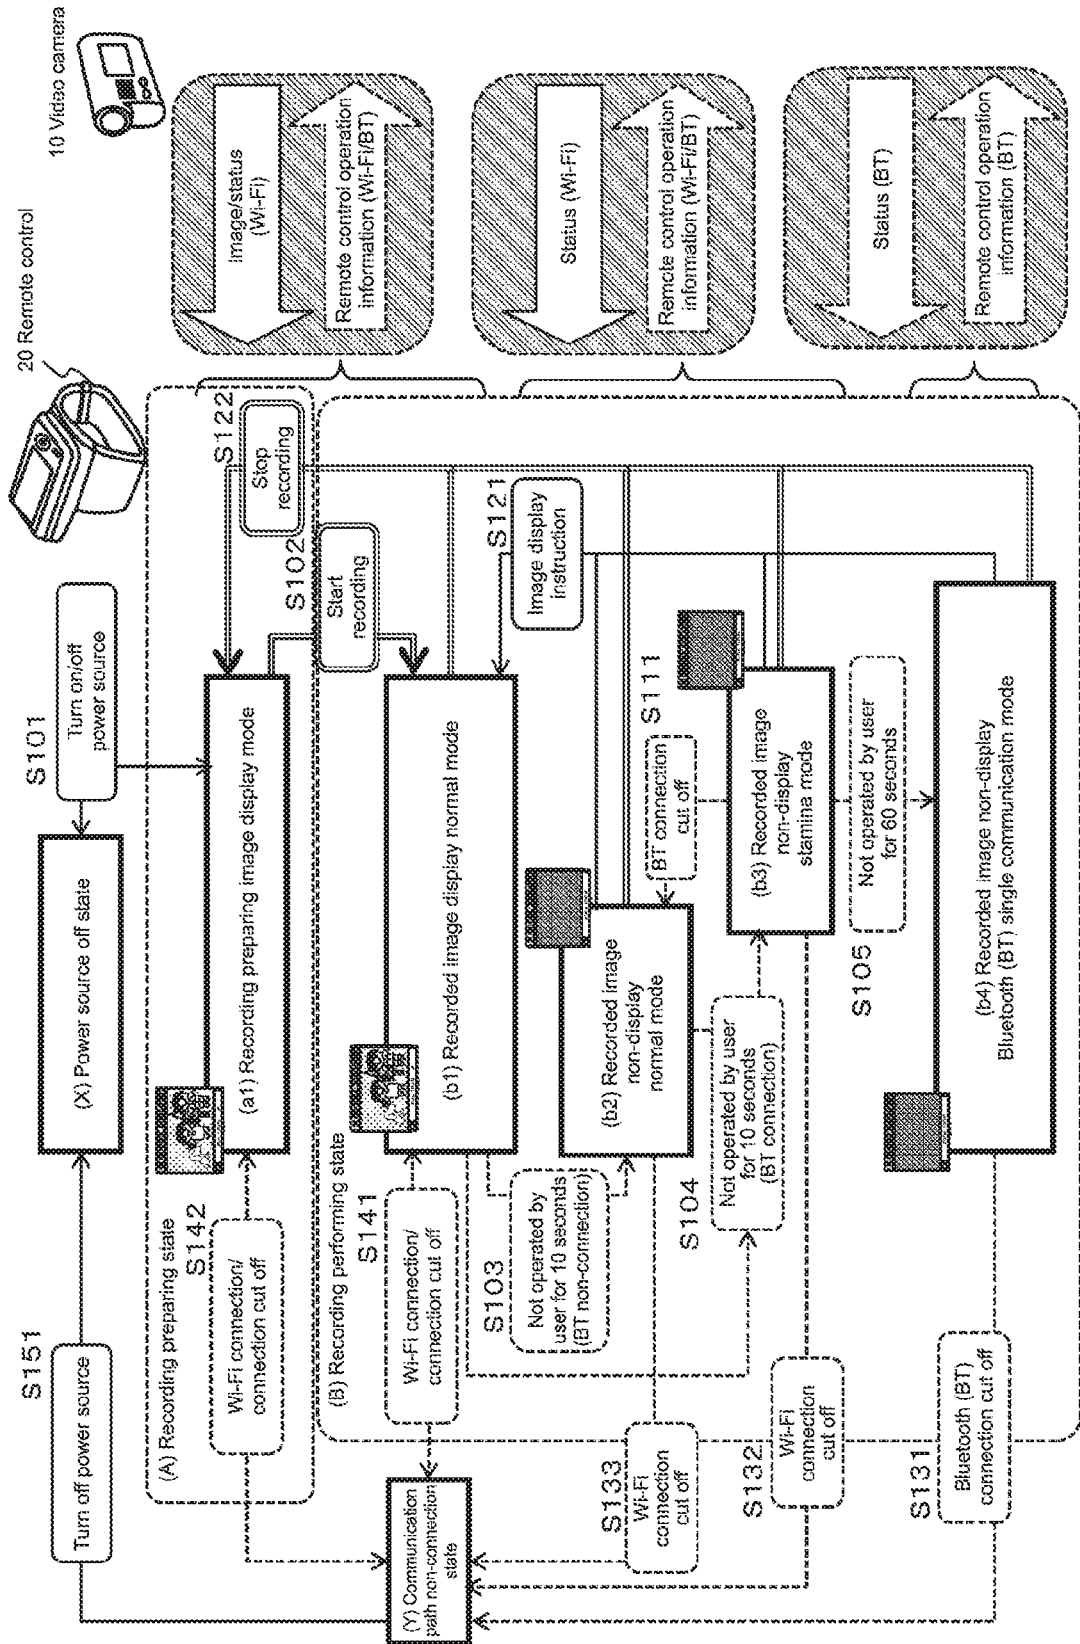 10 Video camera
20 Remote control
S101
Turn on/off
power source
(X) Power source off state
S151
Turn off power source
(A) Recording preparing state
S142
Wi-Fi connection/
connection cut off
(a1) Recording preparing image display mode
S122
Stop
recording
S102
Start
recording
Image/status
(Wi-Fi)
Remote control operation
information (Wi-Fi/BT)
(B) Recording performing state
S141
Wi-Fi connection/
connection cut off
(b1) Recorded image display normal mode
S121
Image display
instruction
S103
Not operated by
user for 10 seconds
(BT non-connection)
(b2) Recorded image
non-display
normal mode
S111
BT connection
cut off
Status (Wi-Fi)
Remote control operation
information (Wi-Fi/BT)
S104
Not operated by user
for 10 seconds
(BT connection)
(b3) Recorded image
non-display
stamina mode
S105
Not operated by user
for 60 seconds
(b4) Recorded image non-display
Bluetooth (BT) single communication mode
Status (BT)
Remote control operation
information (BT)
(Y) Communication
path non-connection
state
S133
Wi-Fi
connection
cut off
S132
Wi-Fi
connection
cut off
S131
Bluetooth (BT)
connection cut off